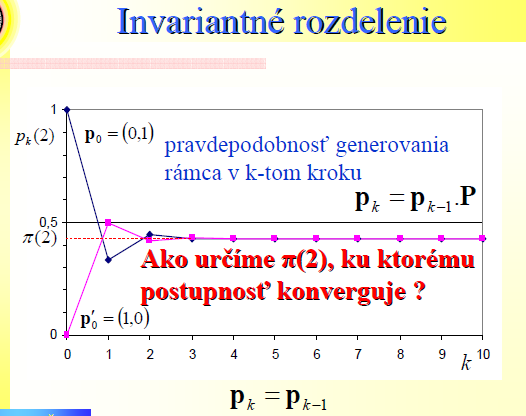 Invariantné rozdelenie
1
p_k(2)
p_0 = (0,1)
pravdepodobnosť generovania
rámca v k-tom kroku
p_k = p_{k-1}.P
0,5
π(2)
Ako určíme π(2), ku ktorému
postupnosť konverguje ?
p'_0 = (1,0)
0
0 1 2 3 4 5 6 7 8 9 10
k
p_k = p_{k-1}